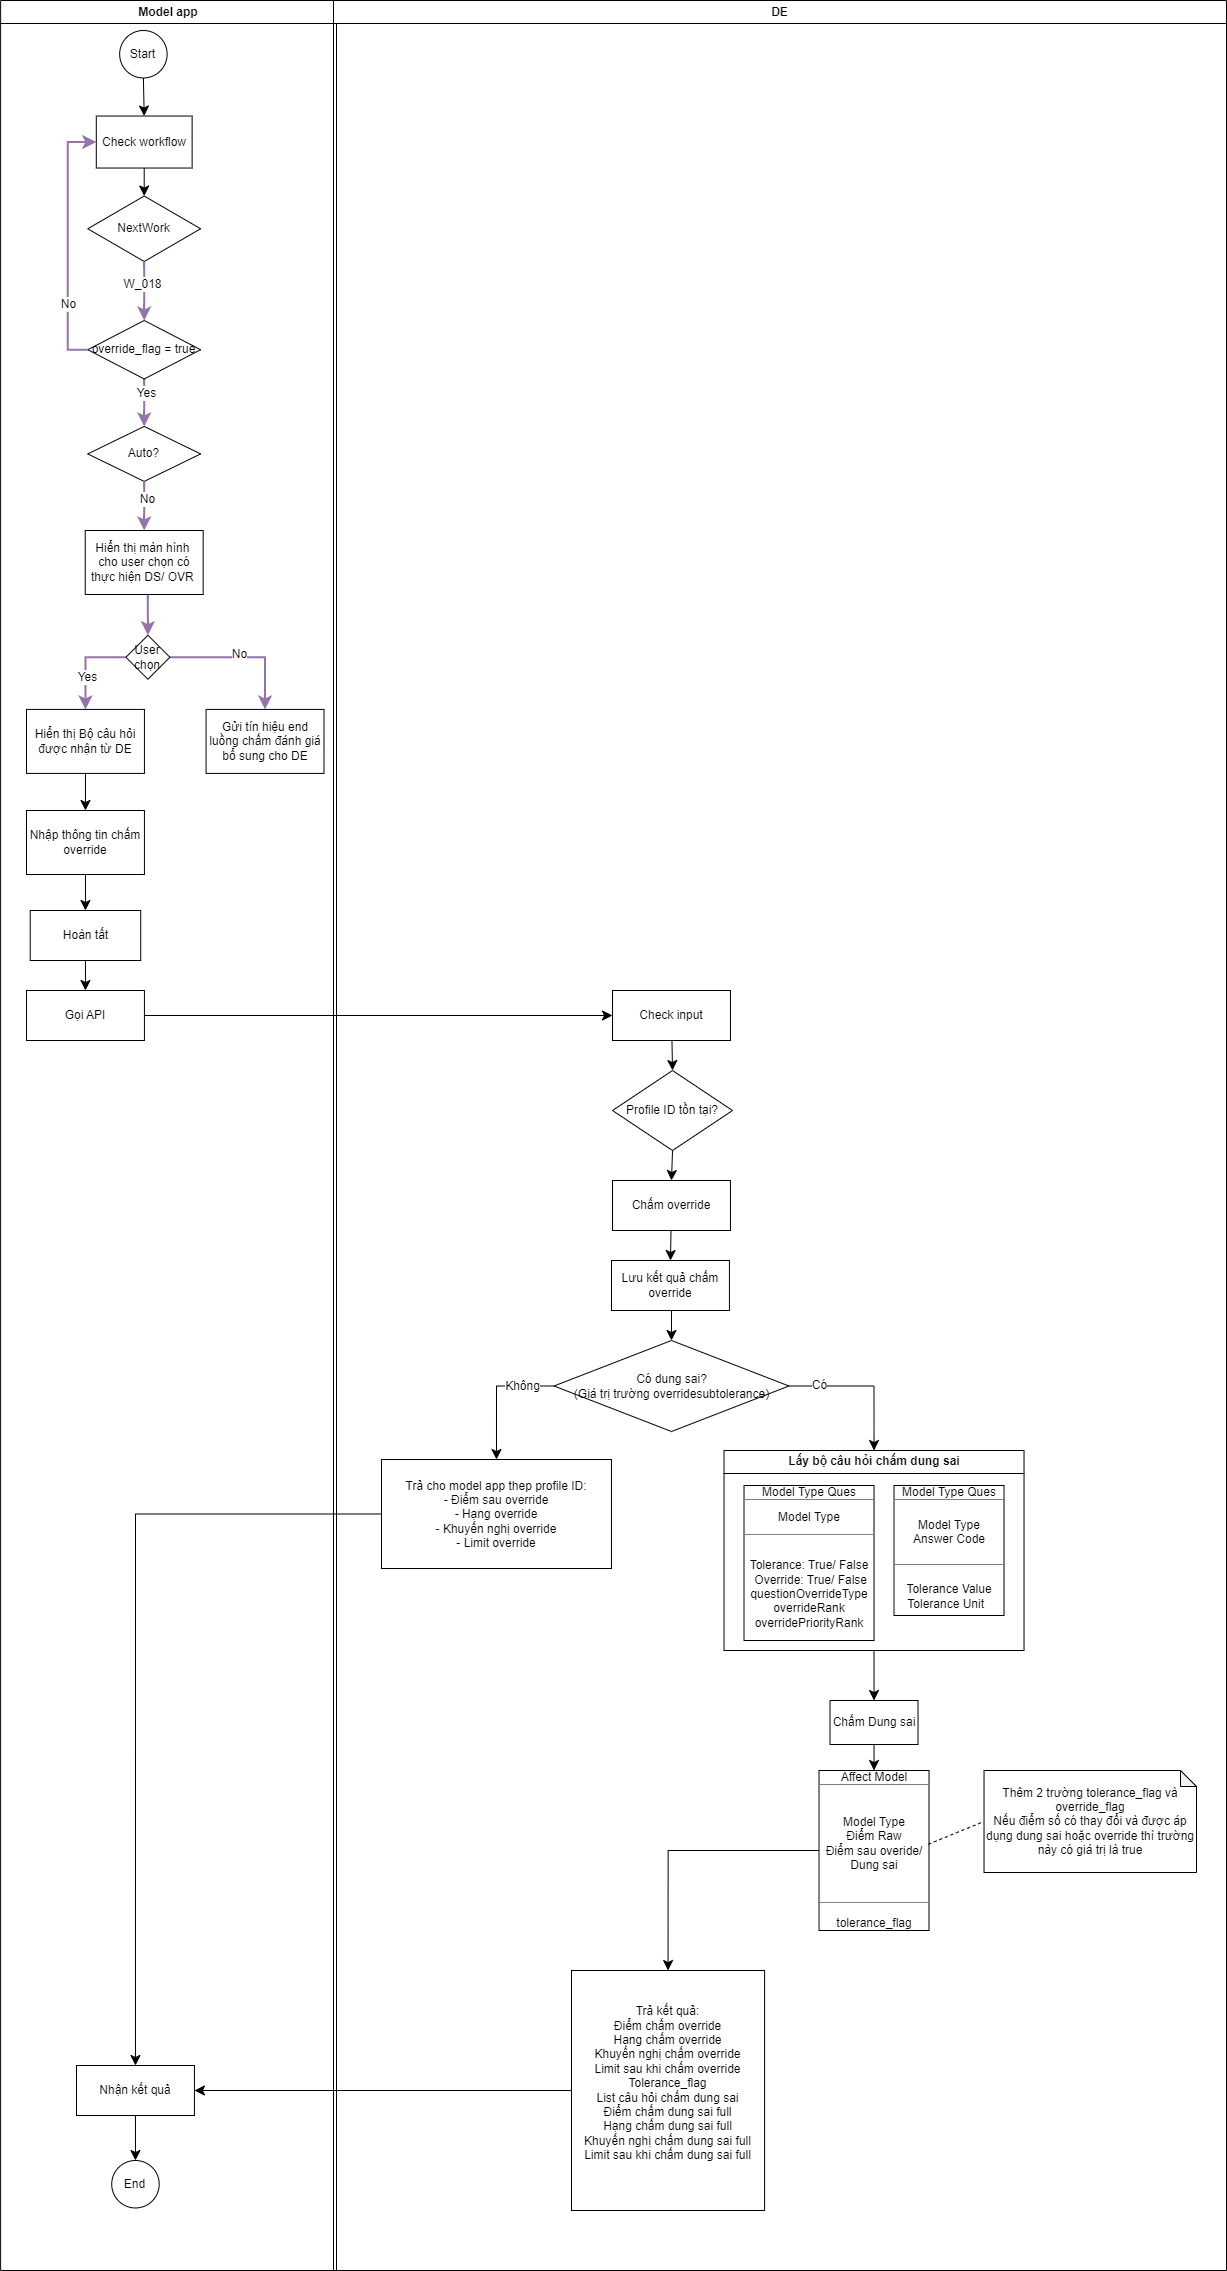 Model app
DE
Start
Check workflow
NextWork
W_018
No
override_flag = true
Yes
Auto?
No
Hiển thị màn hình
cho user chọn có
thực hiện DS/ OVR
User
chọn
Yes
No
Hiển thị Bộ câu hỏi
được nhận từ DE
Gửi tín hiệu end
luồng chấm đánh giá
bổ sung cho DE
Nhập thông tin chấm
override
Hoàn tất
Gọi API
Check input
Profile ID tồn tại?
Chấm override
Lưu kết quả chấm
override
Có dung sai?
(Giá trị trường overridesubtolerance)
Không
Có
Trả cho model app thep profile ID:
- Điểm sau override
- Hạng override
- Khuyến nghị override
- Limit override
Lấy bộ câu hỏi chấm dung sai
Model Type Ques
Model Type
Tolerance: True/ False
Override: True/ False
questionOverrideType
overrideRank
overridePriorityRank
Model Type Ques
Model Type
Answer Code
Tolerance Value
Tolerance Unit
Chấm Dung sai
Affect Model
Model Type
Điểm Raw
Điểm sau overide/
Dung sai
tolerance_flag
Thêm 2 trường tolerance_flag và
override_flag
Nếu điểm số có thay đổi và được áp
dụng dung sai hoặc override thì trường
này có giá trị là true
Trả kết quả:
Điểm chấm override
Hạng chấm override
Khuyến nghị chấm override
Limit sau khi chấm override
Tolerance_flag
List câu hỏi chấm dung sai
Điểm chấm dung sai full
Hạng chấm dung sai full
Khuyến nghị chấm dung sai full
Limit sau khi chấm dung sai full
Nhận kết quả
End